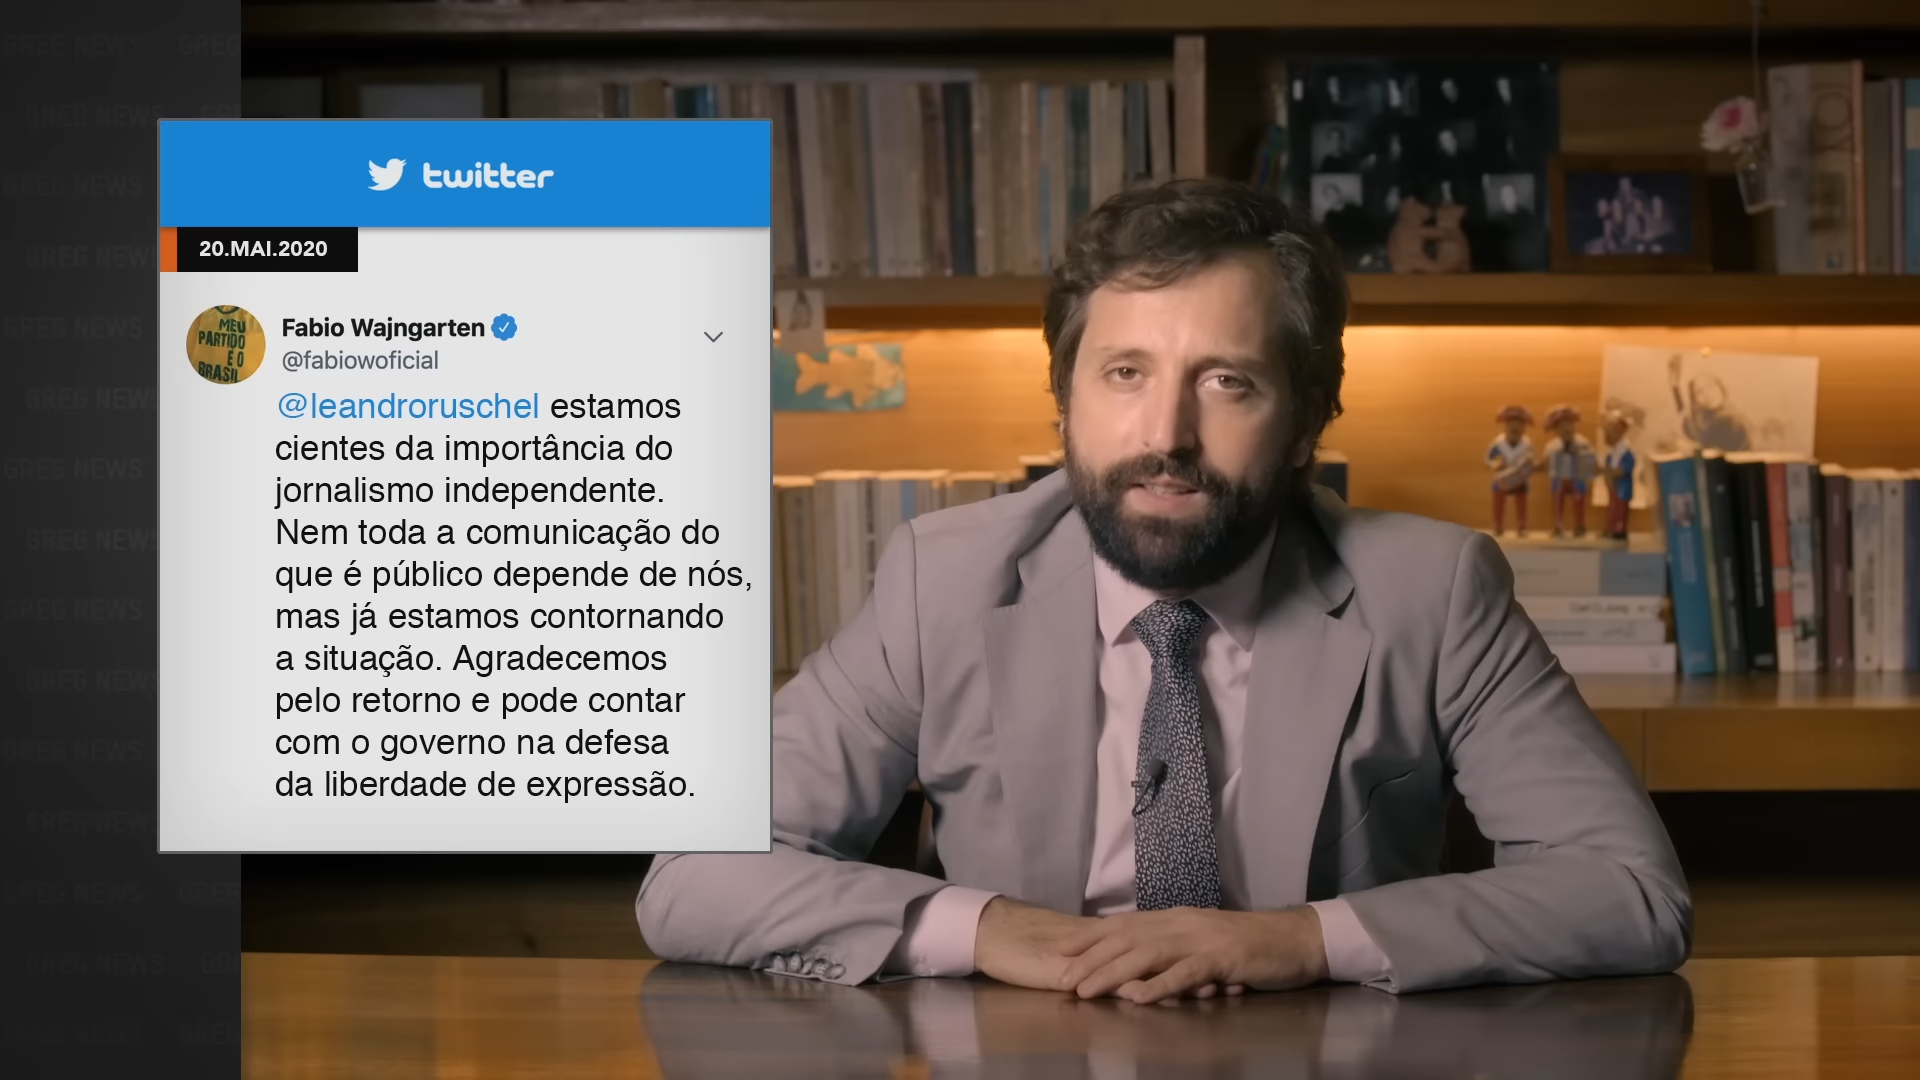 GREG NEWS
twitter
20.MAI.2020
MEU
PARTIDO
É O
BRASIL
Fabio Wajngarten
@fabiowoficial
@leandroruschel estamos
cientes da importância do
jornalismo independente.
Nem toda a comunicação do
que é público depende de nós,
mas já estamos contornando
a situação. Agradecemos
pelo retorno e pode contar
com o governo na defesa
da liberdade de expressão.